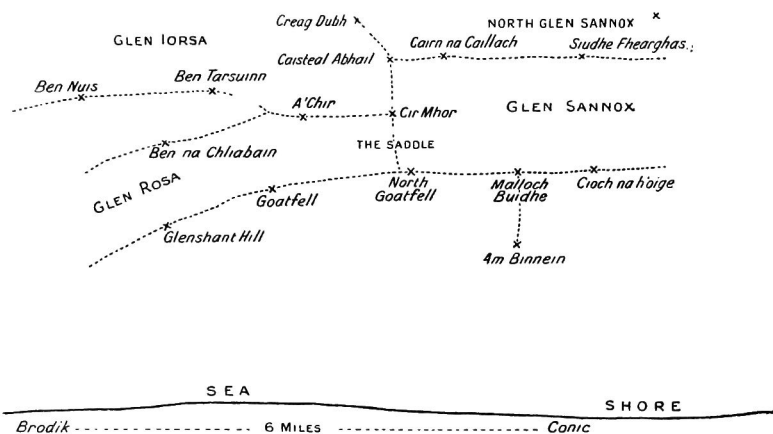 Creag Dubh
NORTH GLEN SANNOX
GLEN IORSA
Caisteal Abhail
Cairn na Caillach
Siudhe Fhearghas.
Ben Nuis
Ben Tarsuinn
A'Chir
Cir Mhor
GLEN SANNOX
Ben na Chliabain
THE SADDLE
GLEN ROSA
Goatfell
North
Goatfell
Malloch
Buidhe
Cioch na h'oige
Glenshant Hill
Am Binnein
SEA
SHORE
Brodik
6 MILES
Conic